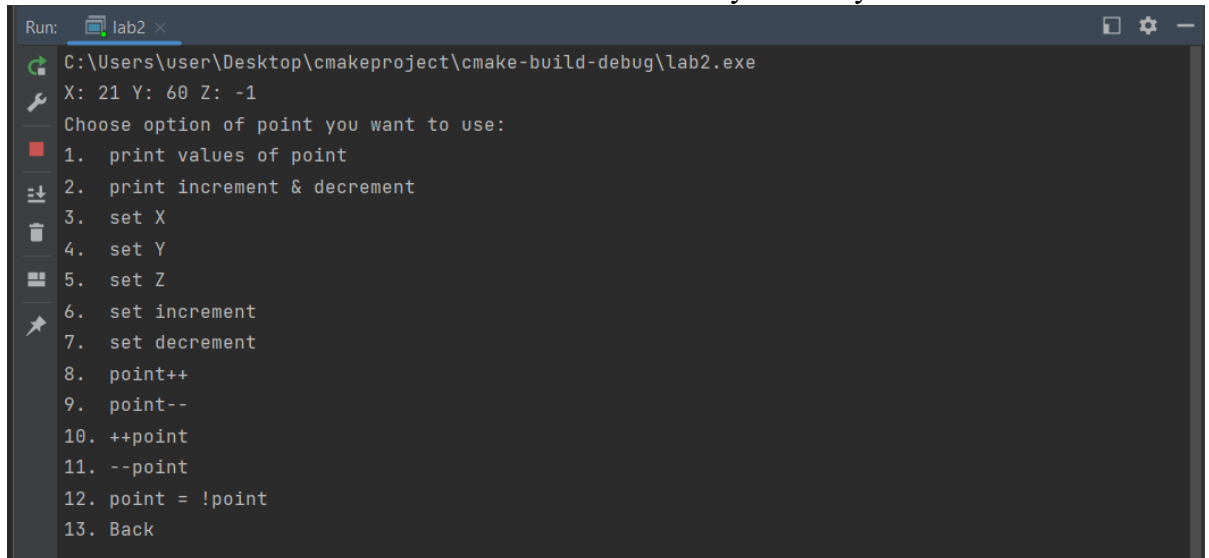 Run: lab2
C:\Users\user\Desktop\cmakeproject\cmake-build-debug\lab2.exe
X: 21 Y: 60 Z: -1
Choose option of point you want to use:
1.  print values of point
2.  print increment & decrement
3.  set X
4.  set Y
5.  set Z
6.  set increment
7.  set decrement
8.  point++
9.  point--
10. ++point
11. --point
12. point = !point
13. Back